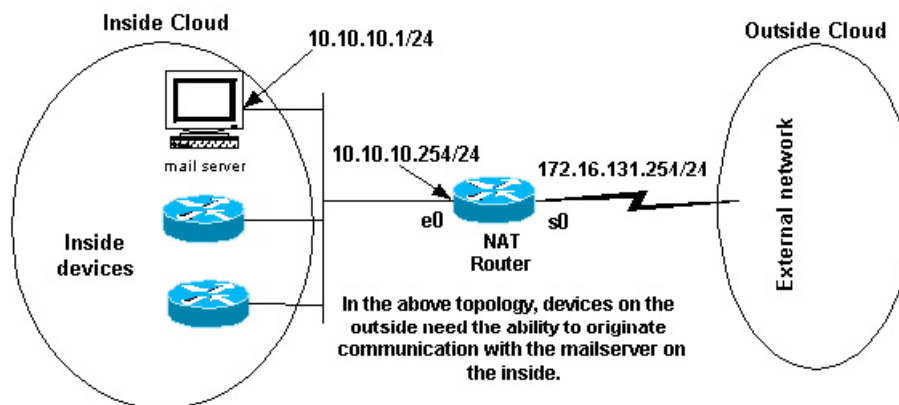 Inside Cloud
10.10.10.1/24
Outside Cloud
mail server
10.10.10.254/24
172.16.131.254/24
External network
e0
s0
Inside
devices
NAT
Router
In the above topology, devices on the
outside need the ability to originate
communication with the mailserver on
the inside.